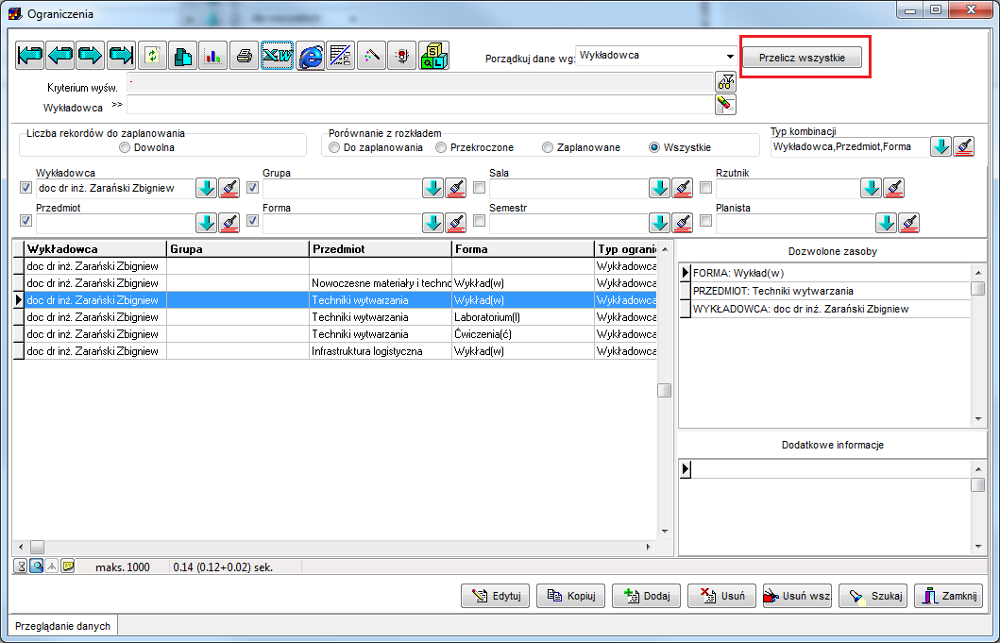 Ograniczenia
XW
SQL
Porządkuj dane wg:
Wykładowca
Przelicz wszystkie
Kryterium wyśw.
Wykładowca >>
Liczba rekordów do zaplanowania
Dowolna
Porównanie z rozkładem
Do zaplanowania Przekroczone Zaplanowane Wszystkie
Typ kombinacji
Wykładowca,Przedmiot,Forma
Wykładowca Grupa Sala Rzutnik
doc dr inż. Zarański Zbigniew
Przedmiot Forma Semestr Planista
Wykładowca Grupa Przedmiot Forma Typ ograni
doc dr inż. Zarański Zbigniew Wykładowca
doc dr inż. Zarański Zbigniew Nowoczesne materiały i techno Wykład(w) Wykładowca
doc dr inż. Zarański Zbigniew Techniki wytwarzania Wykład(w) Wykładowca
doc dr inż. Zarański Zbigniew Techniki wytwarzania Laboratorium(l) Wykładowca
doc dr inż. Zarański Zbigniew Techniki wytwarzania Ćwiczenia(ć) Wykładowca
doc dr inż. Zarański Zbigniew Infrastruktura logistyczna Wykład(w) Wykładowca
Dozwolone zasoby
FORMA: Wykład(w)
PRZEDMIOT: Techniki wytwarzania
WYKŁADOWCA: doc dr inż. Zarański Zbigniew
Dodatkowe informacje
maks. 1000 0.14 (0.12+0.02) sek.
Edytuj Kopiuj Dodaj Usuń Usuń wsz. Szukaj Zamknij
Przeglądanie danych